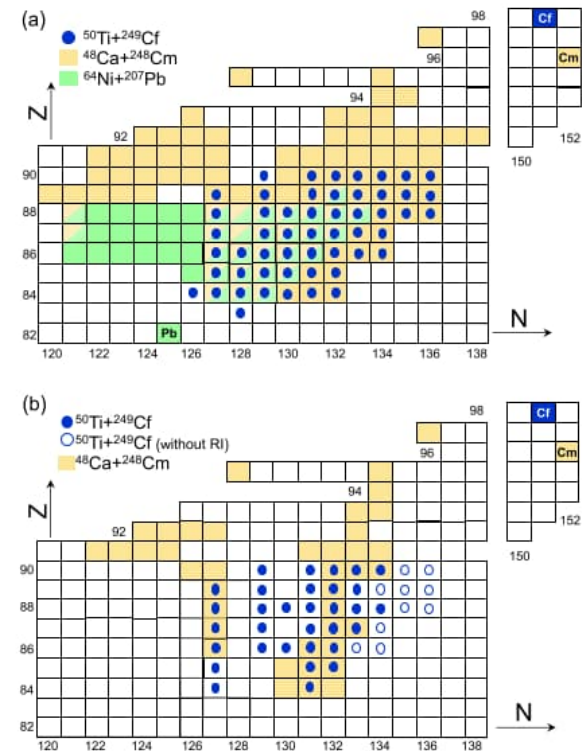 (a)
98
⁵⁰Ti+²⁴⁹Cf
Cf
⁴⁸Ca+²⁴⁸Cm
96
Cm
⁶⁴Ni+²⁰⁷Pb
94
Z
92
152
150
90
88
86
84
N
82
Pb
120 122 124 126 128 130 132 134 136 138
(b)
98
⁵⁰Ti+²⁴⁹Cf
Cf
⁵⁰Ti+²⁴⁹Cf (without RI)
96
Cm
⁴⁸Ca+²⁴⁸Cm
94
Z
92
152
150
90
88
86
84
N
82
120 122 124 126 128 130 132 134 136 138